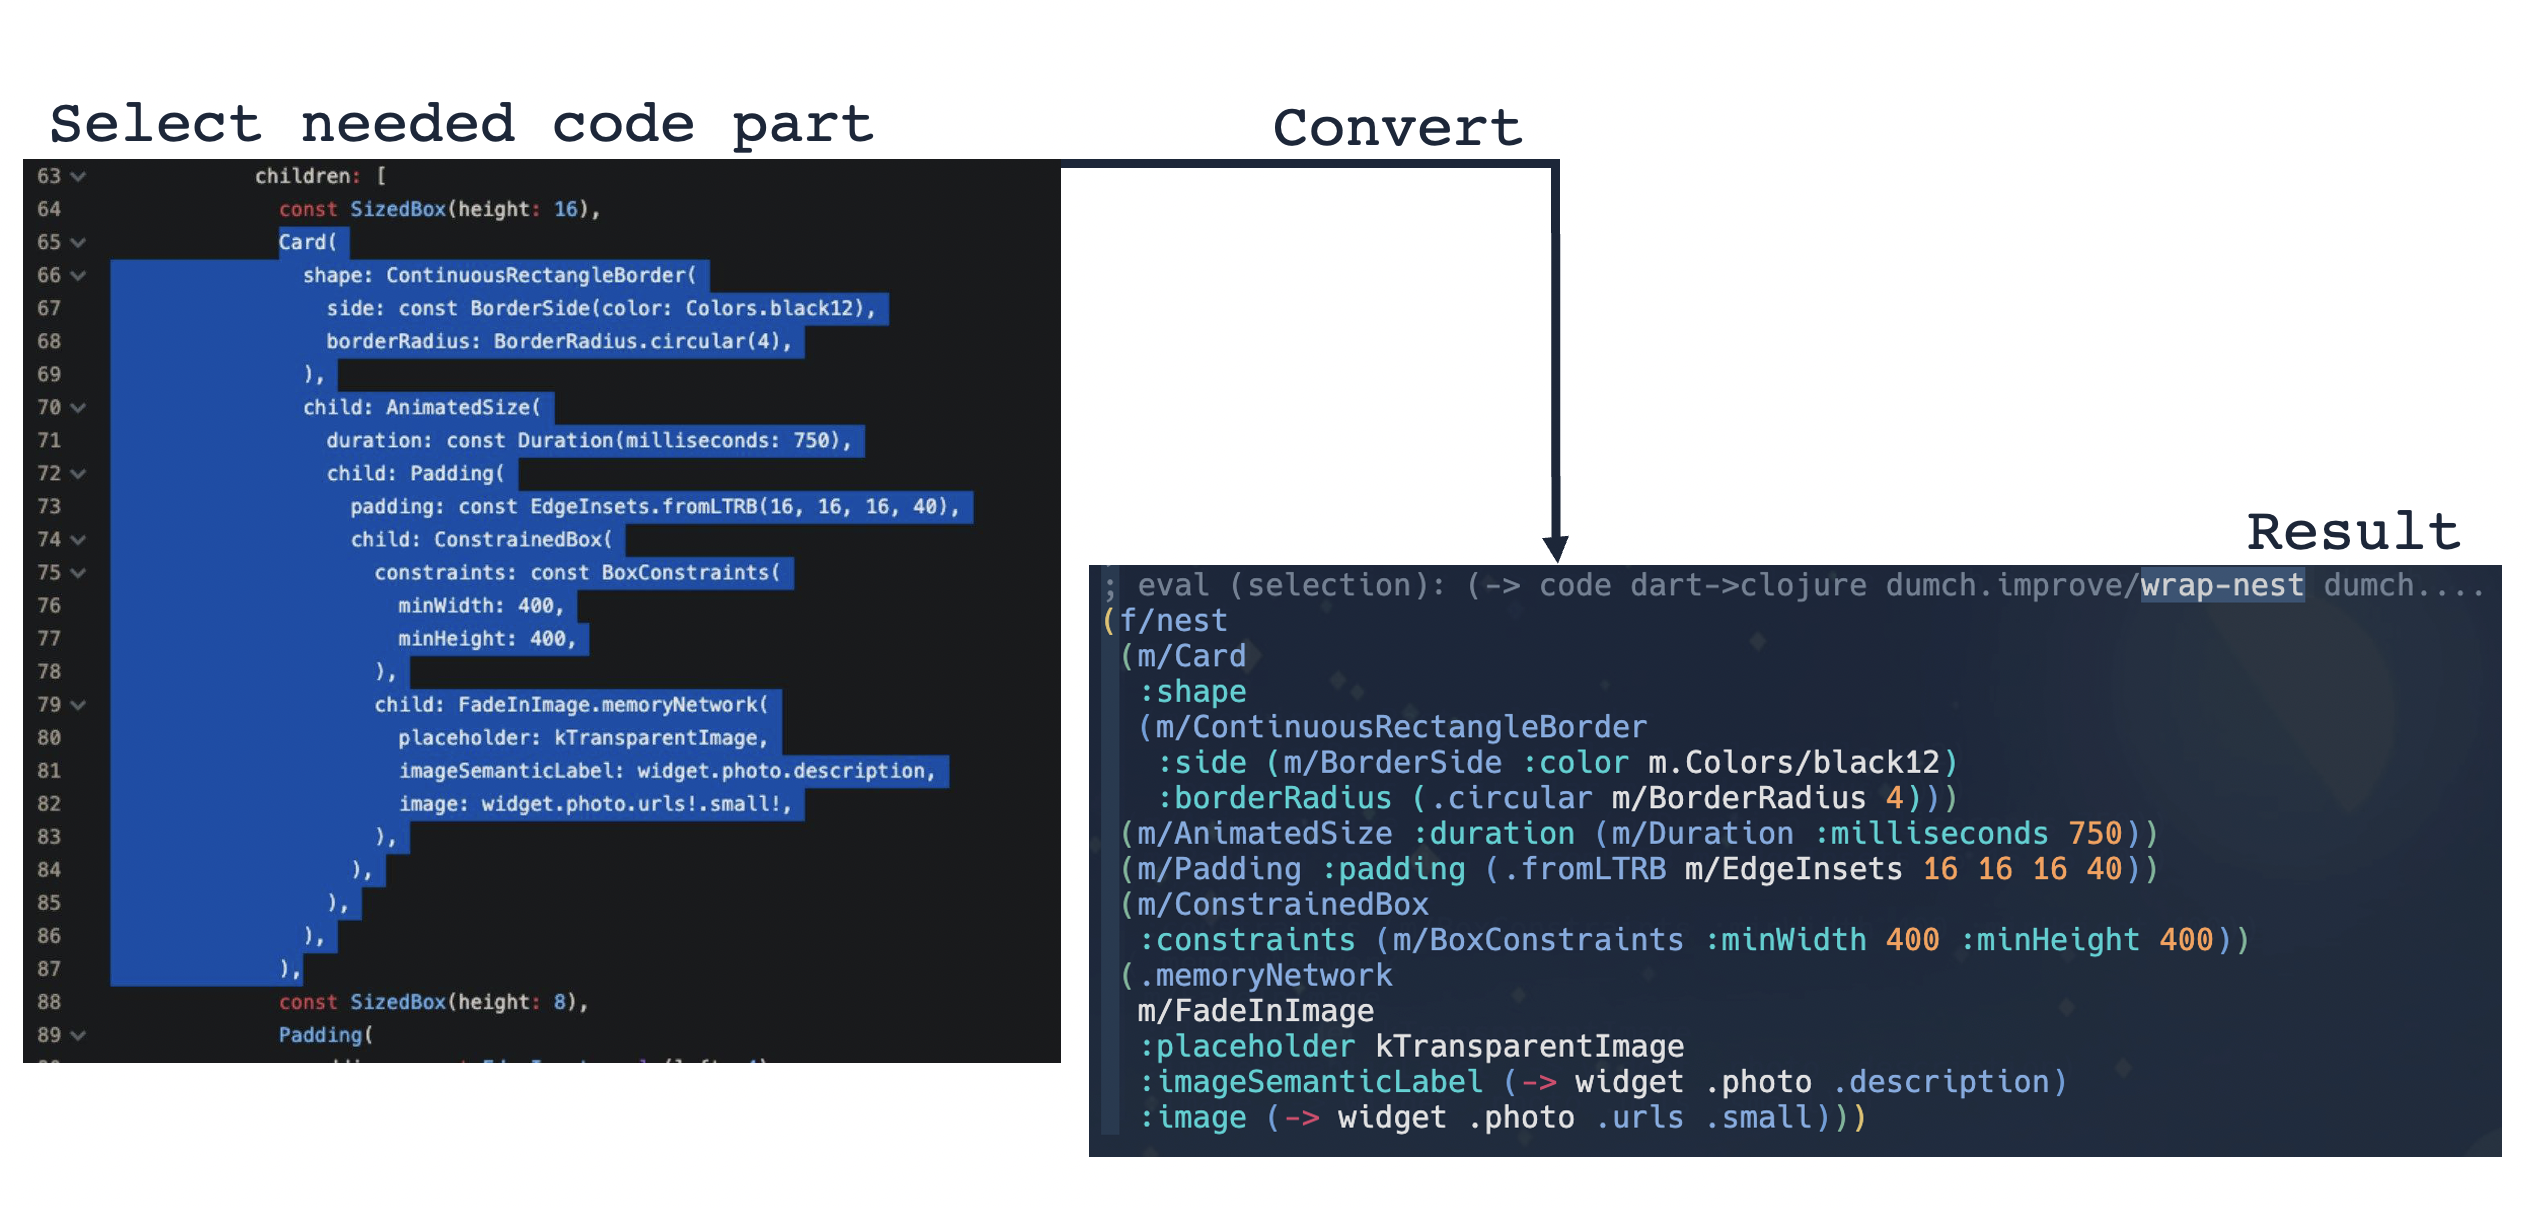 Select needed code part
63 children: [
64 const SizedBox(height: 16),
65 Card(
66 shape: ContinuousRectangleBorder(
67 side: const BorderSide(color: Colors.black12),
68 borderRadius: BorderRadius.circular(4),
69 ),
70 child: AnimatedSize(
71 duration: const Duration(milliseconds: 750),
72 child: Padding(
73 padding: const EdgeInsets.fromLTRB(16, 16, 16, 40),
74 child: ConstrainedBox(
75 constraints: const BoxConstraints(
76 minWidth: 400,
77 minHeight: 400,
78 ),
79 child: FadeInImage.memoryNetwork(
80 placeholder: kTransparentImage,
81 imageSemanticLabel: widget.photo.description,
82 image: widget.photo.urls!.small!,
83 ),
84 ),
85 ),
86 ),
87 ),
88 const SizedBox(height: 8),
89 Padding(
Convert
Result
; eval (selection): (-> code dart->clojure dumch.improve/wrap-nest dumch....
(f/nest
(m/Card
:shape
(m/ContinuousRectangleBorder
:side (m/BorderSide :color m.Colors/black12)
:borderRadius (.circular m/BorderRadius 4)))
(m/AnimatedSize :duration (m/Duration :milliseconds 750))
(m/Padding :padding (.fromLTRB m/EdgeInsets 16 16 16 40))
(m/ConstrainedBox
:constraints (m/BoxConstraints :minWidth 400 :minHeight 400))
(.memoryNetwork
m/FadeInImage
:placeholder kTransparentImage
:imageSemanticLabel (-> widget .photo .description)
:image (-> widget .photo .urls .small)))